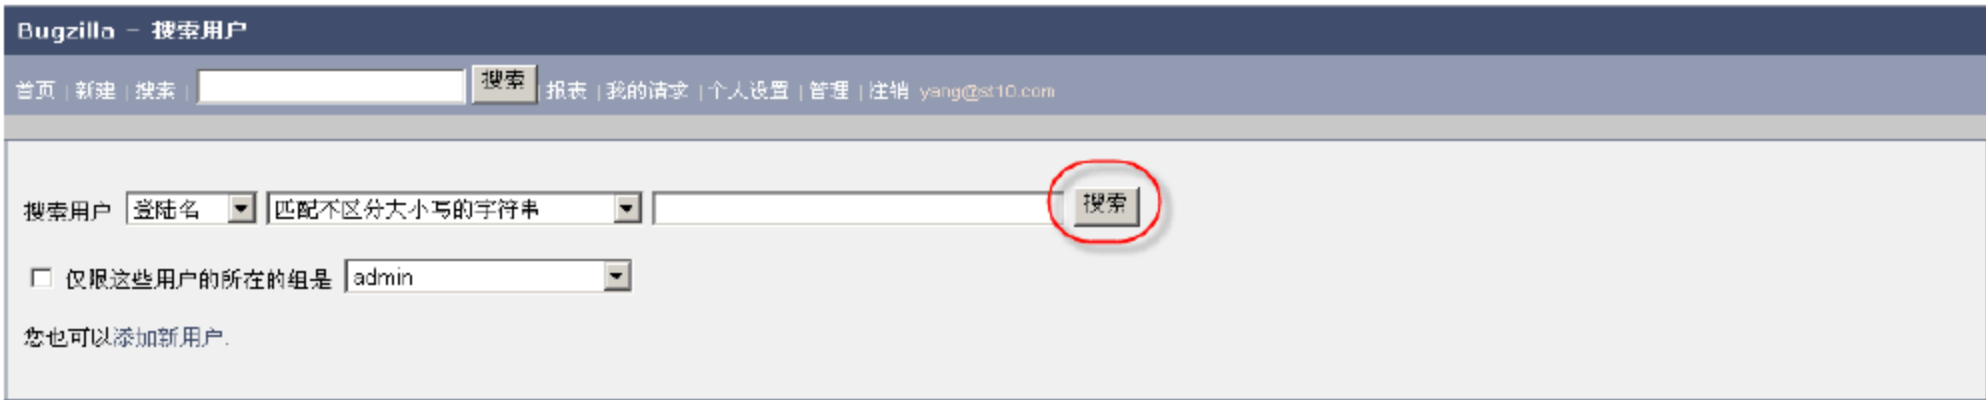 Bugzilla – 搜索用户
首页 | 新建 | 搜索 | 搜索 报表 | 我的请求 | 个人设置 | 管理 | 注销 yang@st10.com
搜索用户 登陆名 匹配不区分大小写的字符串 搜索
仅限这些用户的所在的组是 admin
您也可以添加新用户.